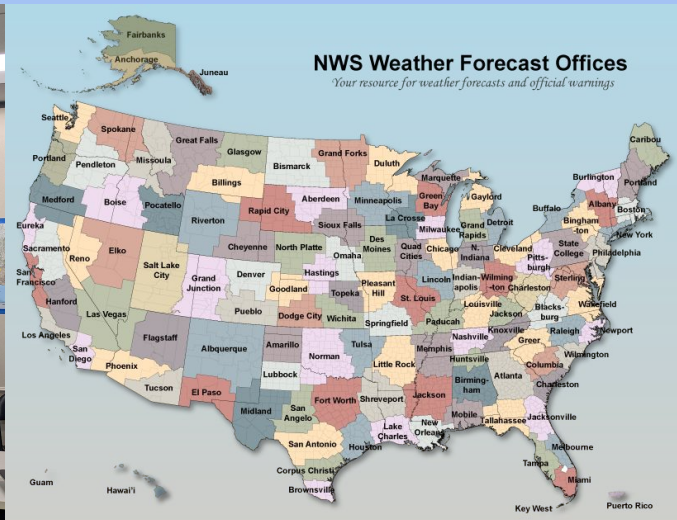 NWS Weather Forecast Offices
Your resource for weather forecasts and official warnings
Fairbanks
Anchorage
Juneau
Seattle
Spokane
Great Falls
Glasgow
Bismarck
Grand Forks
Duluth
Marquette
Caribou
Portland
Pendleton
Missoula
Billings
Burlington
Portland
Medford
Boise
Pocatello
Riverton
Rapid City
Aberdeen
Minneapolis
Green
Bay
Gaylord
Buffalo
Albany
Boston
Eureka
Cheyenne
Sioux Falls
La Crosse
Milwaukee
Grand
Rapids
Detroit
Bingham
-ton
New York
Sacramento
Reno
Elko
Salt Lake
City
North Platte
Omaha
Des
Moines
Quad
Cities
Chicago
N.
Indiana
Cleveland
Pitts-
burgh
State
College
Philadelphia
San
Francisco
Hanford
Grand
Junction
Denver
Hastings
Goodland
Topeka
Pleasant
Hill
Lincoln
Indian-
apolis
Wilming
-ton
Charleston
Sterling
Las Vegas
Pueblo
Dodge City
Wichita
St. Louis
Louisville
Jackson
Blacks-
burg
Wakefield
Los Angeles
Flagstaff
Albuquerque
Amarillo
Norman
Tulsa
Springfield
Paducah
Nashville
Knoxville
Raleigh
Newport
San
Diego
Phoenix
Tucson
El Paso
Lubbock
Little Rock
Memphis
Huntsville
Greer
Wilmington
Midland
San
Angelo
Fort Worth
Shreveport
Jackson
Birming-
ham
Atlanta
Columbia
Charleston
San Antonio
Houston
Lake
Charles
New
Orleans
Mobile
Tallahassee
Jacksonville
Corpus Christi
Brownsville
Melbourne
Tampa
Miami
Key West
Guam
Hawai'i
Puerto Rico